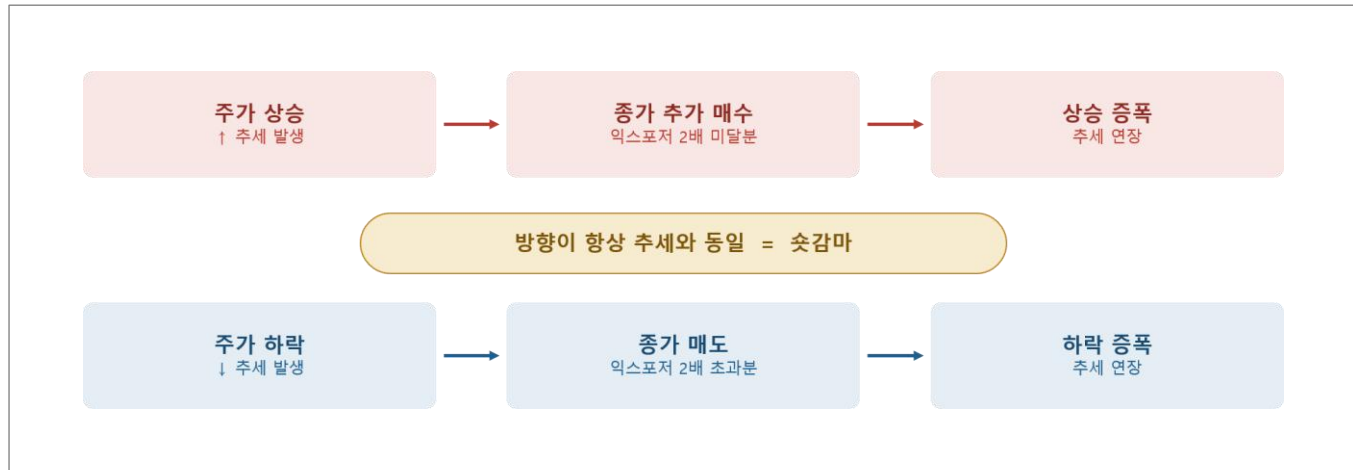 주가 상승
↑ 추세 발생
종가 추가 매수
익스포저 2배 미달분
상승 증폭
추세 연장
방향이 항상 추세와 동일 = 숏감마
주가 하락
↓ 추세 발생
종가 매도
익스포저 2배 초과분
하락 증폭
추세 연장